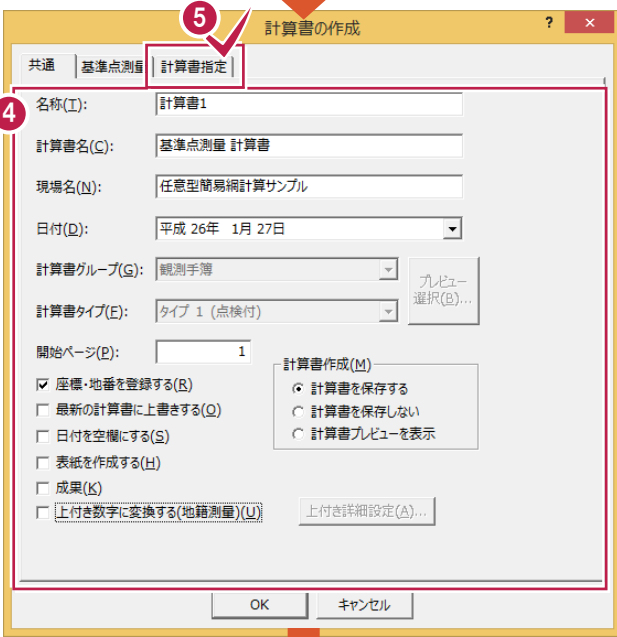 5
計算書の作成
? ×
共通 基準点測量 計算書指定
4
名称(T): 計算書1
計算書名(C): 基準点測量 計算書
現場名(N): 任意型簡易網計算サンプル
日付(D): 平成 26年 1月 27日
計算書グループ(G): 観測手簿
プレビュー
選択(B)...
計算書タイプ(F): タイプ 1 (点検付)
開始ページ(P): 1
計算書作成(M)
座標・地番を登録する(R)
計算書を保存する
最新の計算書に上書きする(O)
計算書を保存しない
日付を空欄にする(S)
計算書プレビューを表示
表紙を作成する(H)
成果(K)
上付き数字に変換する(地籍測量)(U)
上付き詳細設定(A)...
OK キャンセル